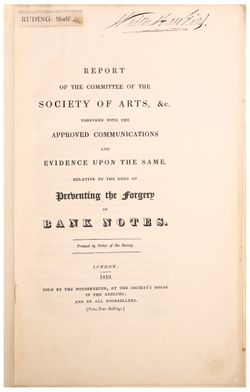 RUDING. Shelf
REPORT
OF THE COMMITTEE OF THE
SOCIETY OF ARTS, &c.
TOGETHER WITH THE
APPROVED COMMUNICATIONS
AND
EVIDENCE UPON THE SAME,
RELATIVE TO THE MODE OF
Preventing the Forgery
OF
BANK NOTES.
Printed by Order of the Society.
LONDON.
1819.
SOLD BY THE HOUSEKEEPER, AT THE SOCIETY'S HOUSE
IN THE ADELPHI;
AND BY ALL BOOKSELLERS.
[Price Four Shillings.]